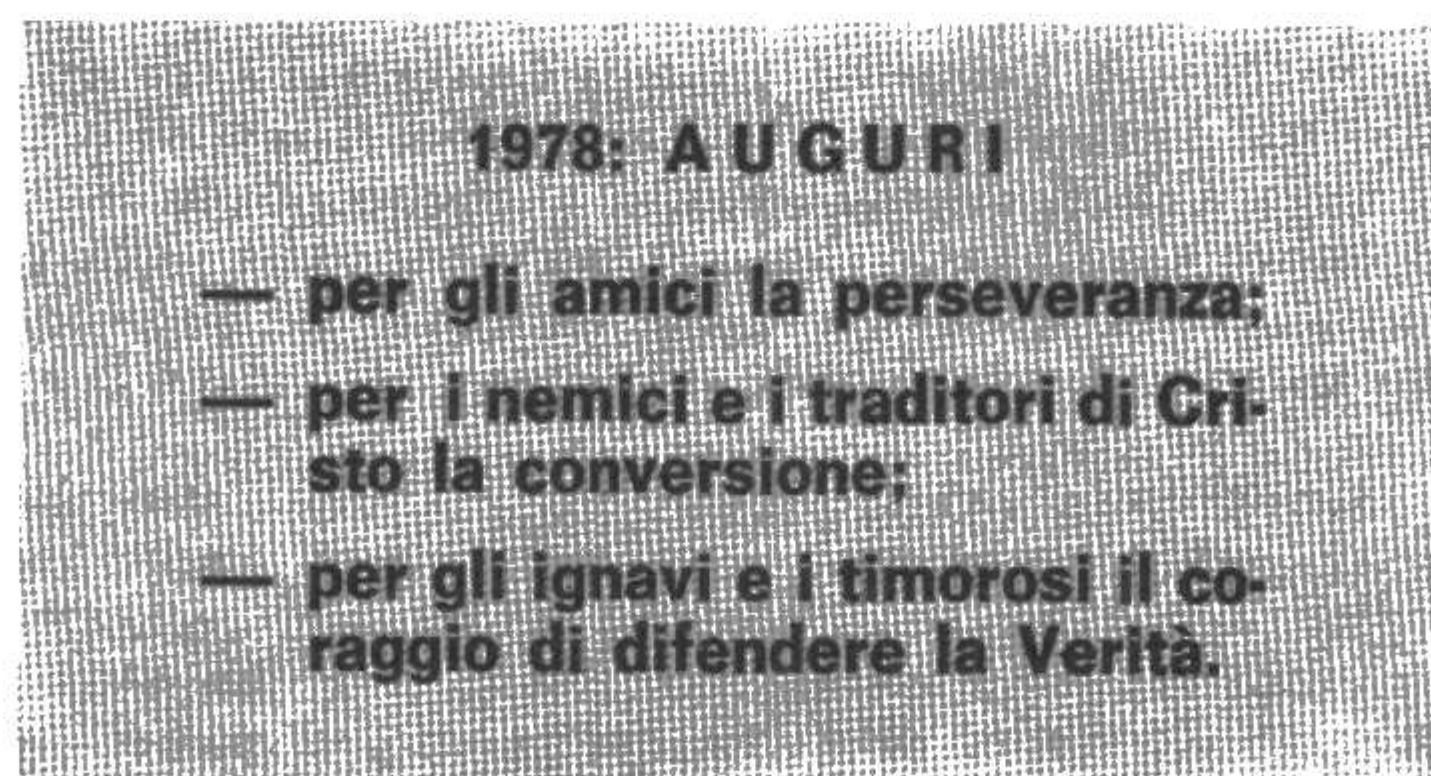 1978: AUGURI
— per gli amici la perseveranza;
— per i nemici e i traditori di Cri-
sto la conversione;
— per gli ignavi e i timorosi il co-
raggio di difendere la Verità.